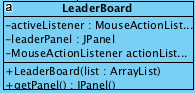 a
LeaderBoard
-activeListener : MouseActionList...
-leaderPanel : JPanel
-MouseActionListener actionList...
+LeaderBoard(list : ArrayList)
+getPanel() : JPanel()